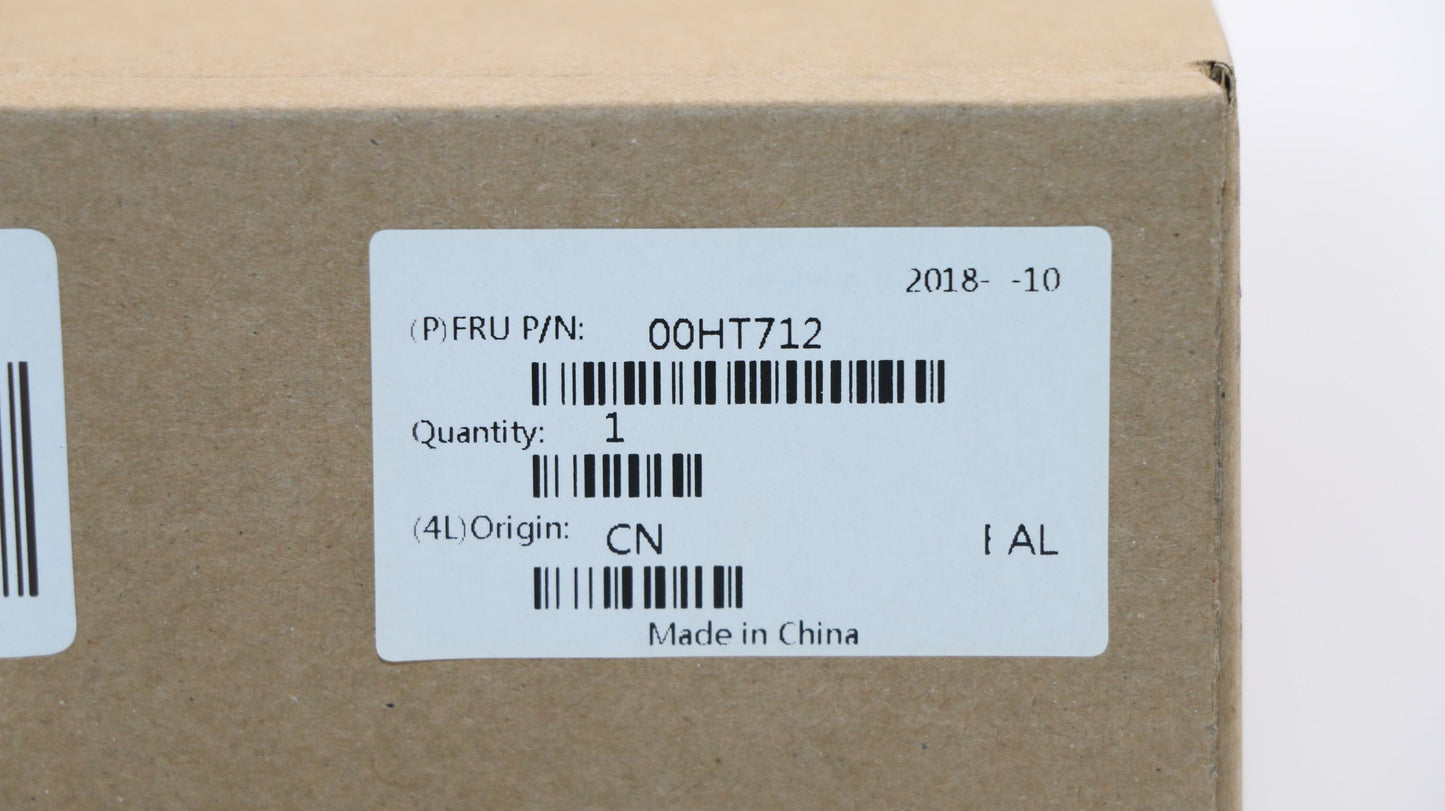 2018- -10
(P)FRU P/N: 00HT712
Quantity: 1
(4L)Origin: CN
AL
Made in China